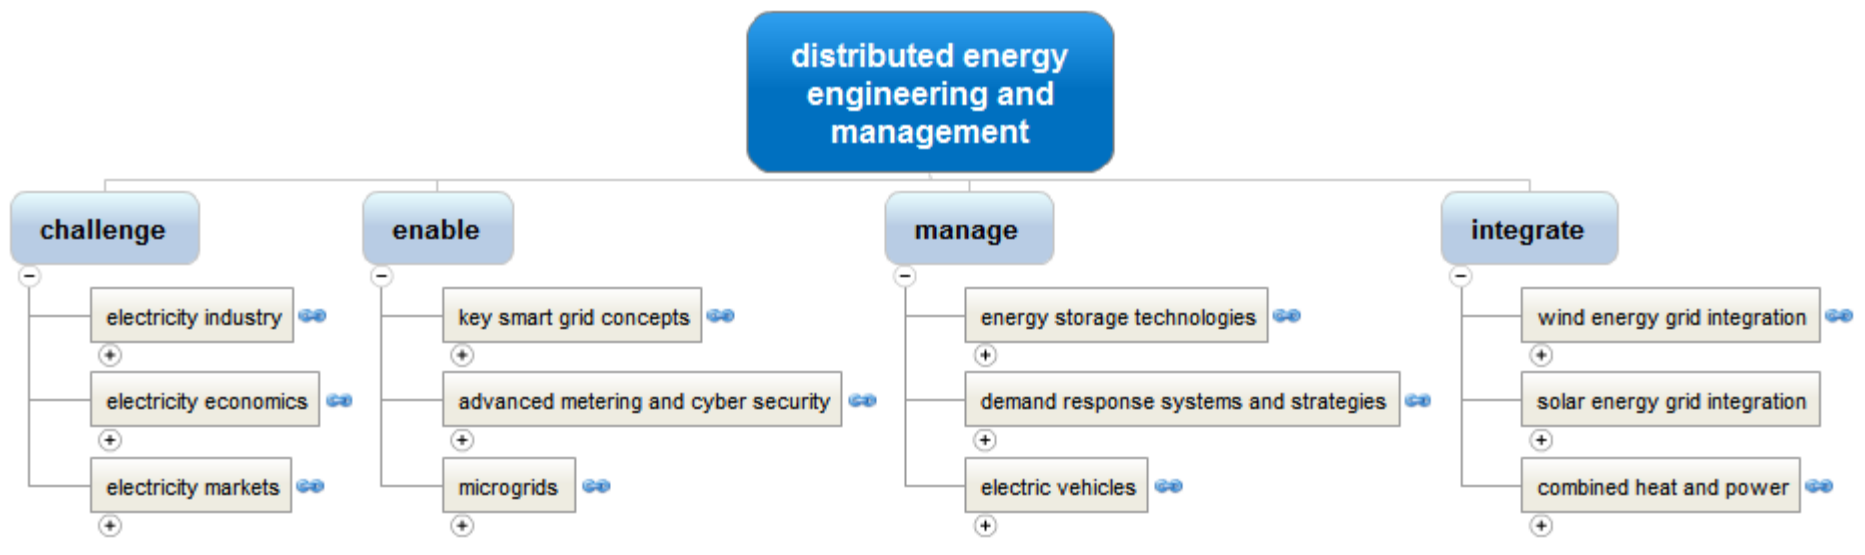 distributed energy
engineering and
management
challenge
electricity industry
electricity economics
electricity markets
enable
key smart grid concepts
advanced metering and cyber security
microgrids
manage
energy storage technologies
demand response systems and strategies
electric vehicles
integrate
wind energy grid integration
solar energy grid integration
combined heat and power